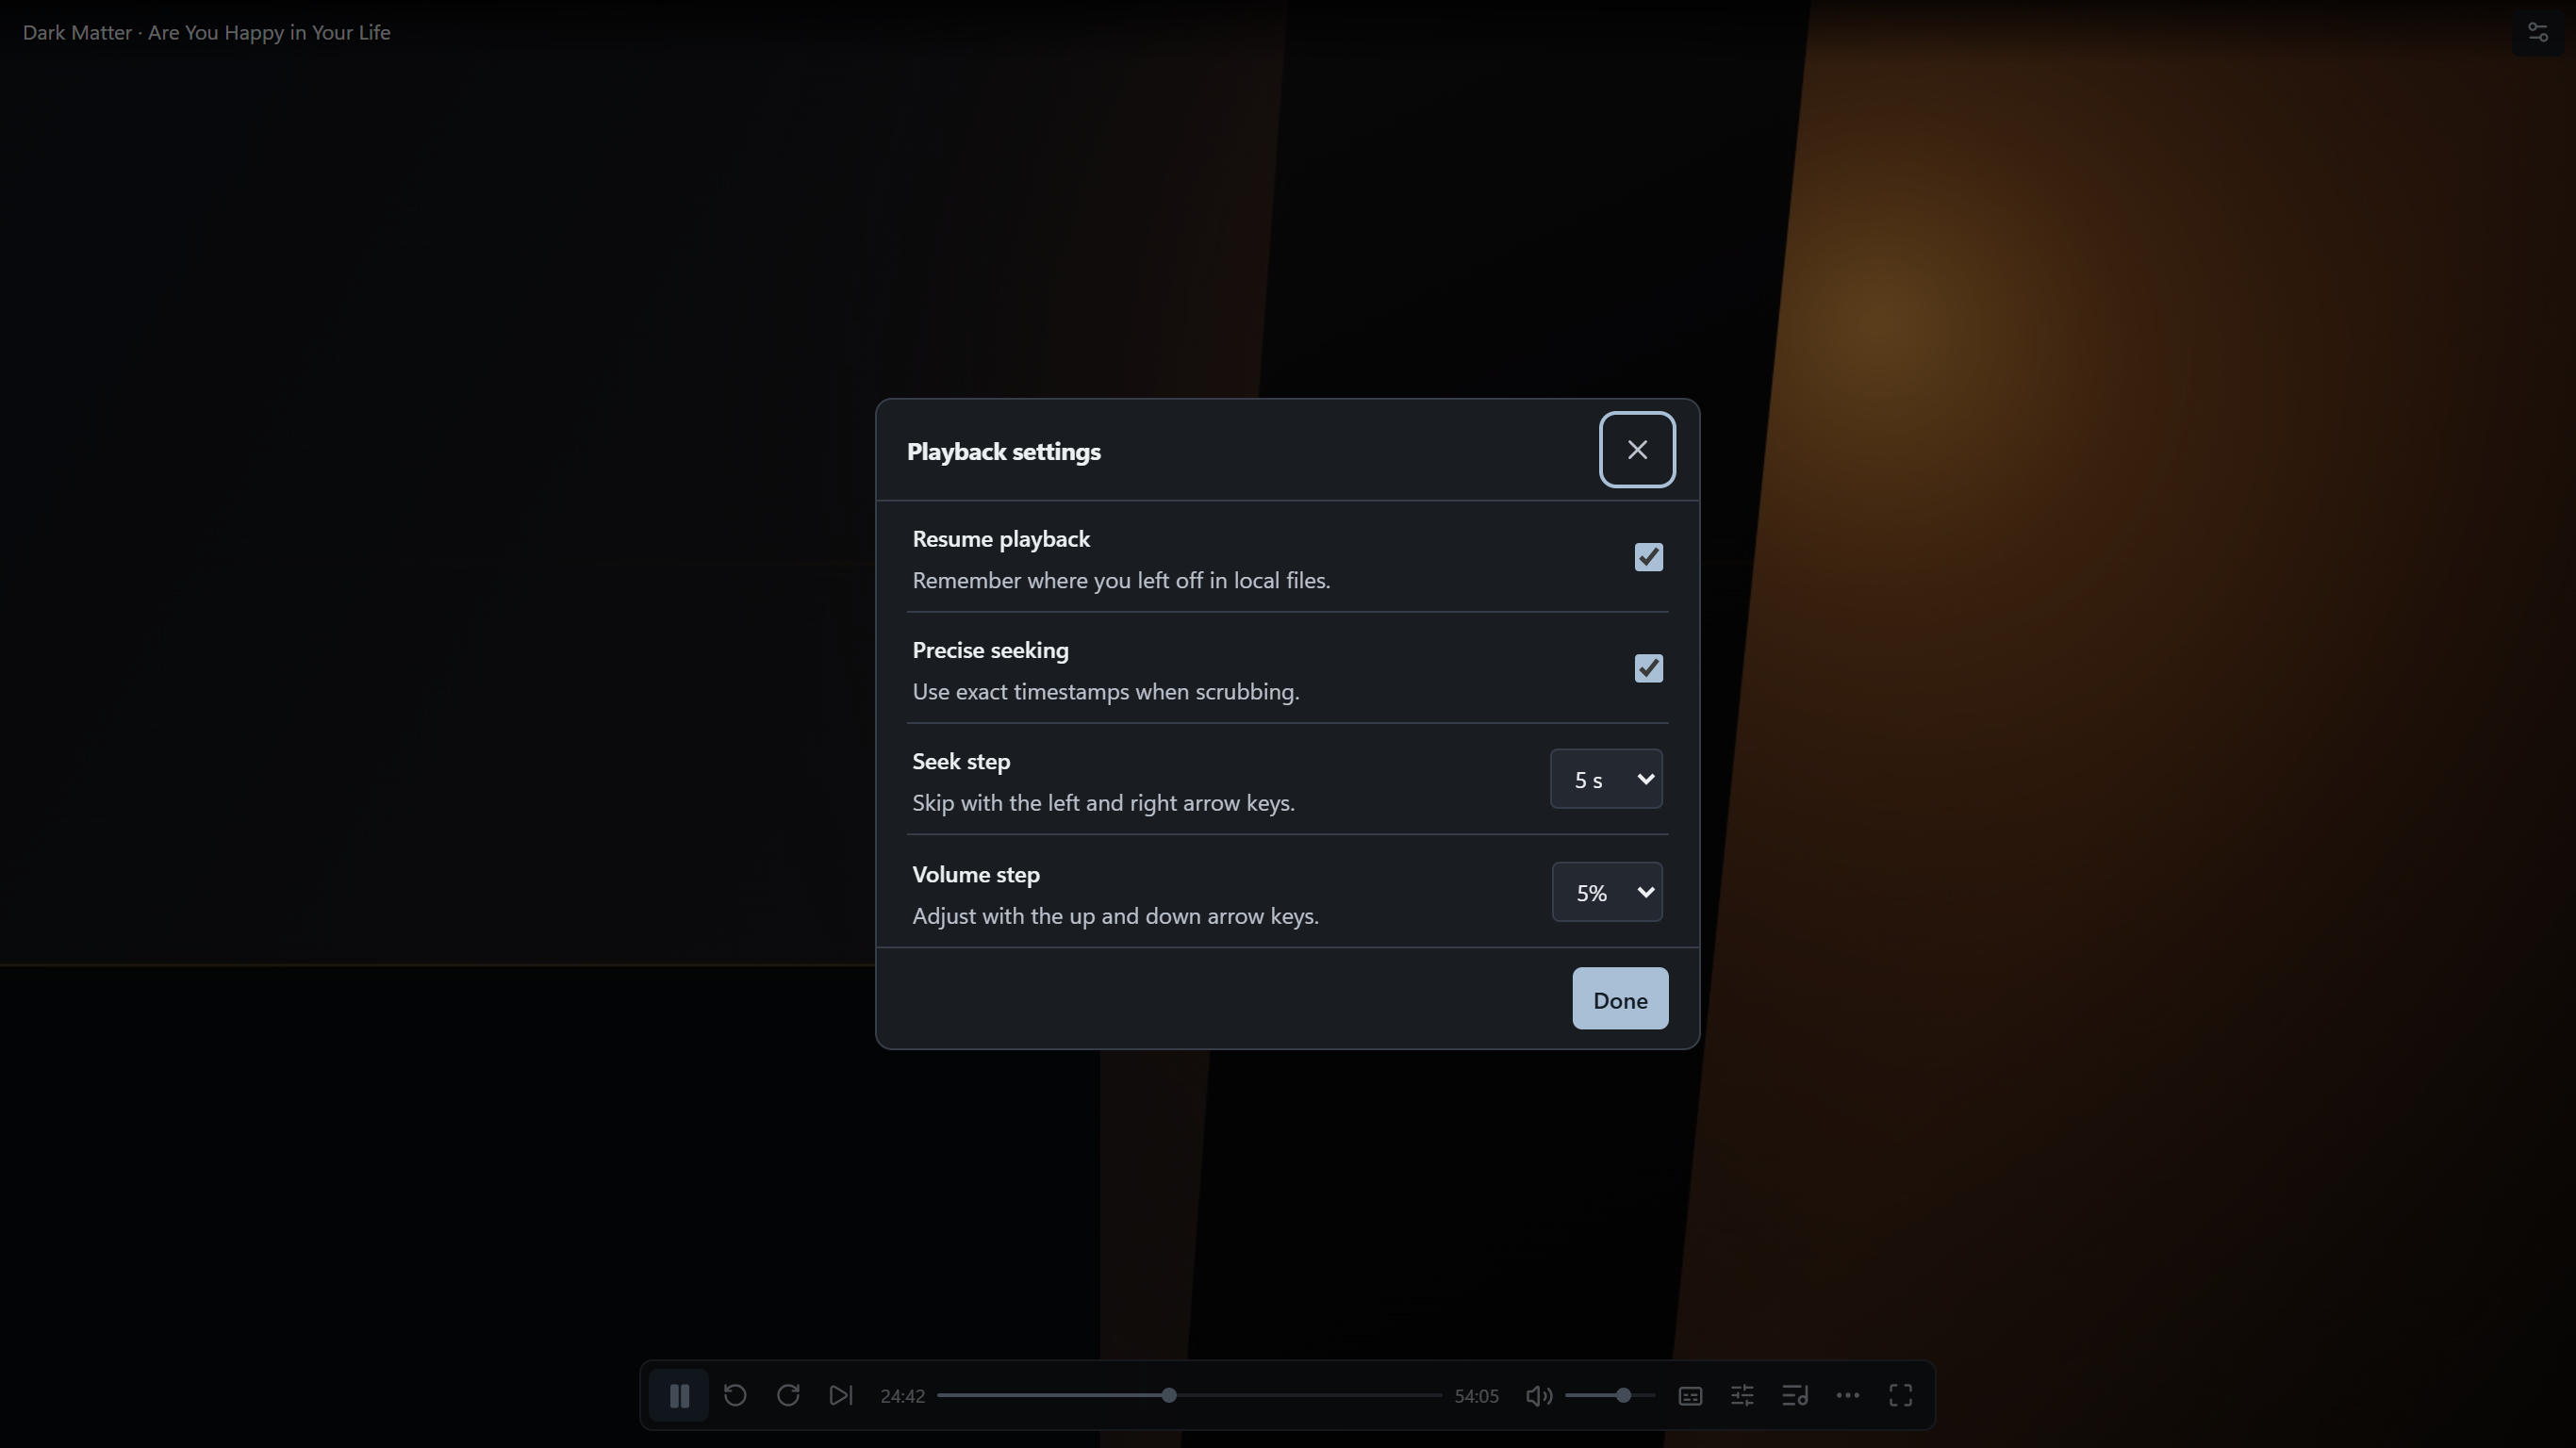 Dark Matter · Are You Happy in Your Life
Playback settings
Resume playback
Remember where you left off in local files.
Precise seeking
Use exact timestamps when scrubbing.
Seek step
5 s
Skip with the left and right arrow keys.
Volume step
5%
Adjust with the up and down arrow keys.
Done
24:42
54:05